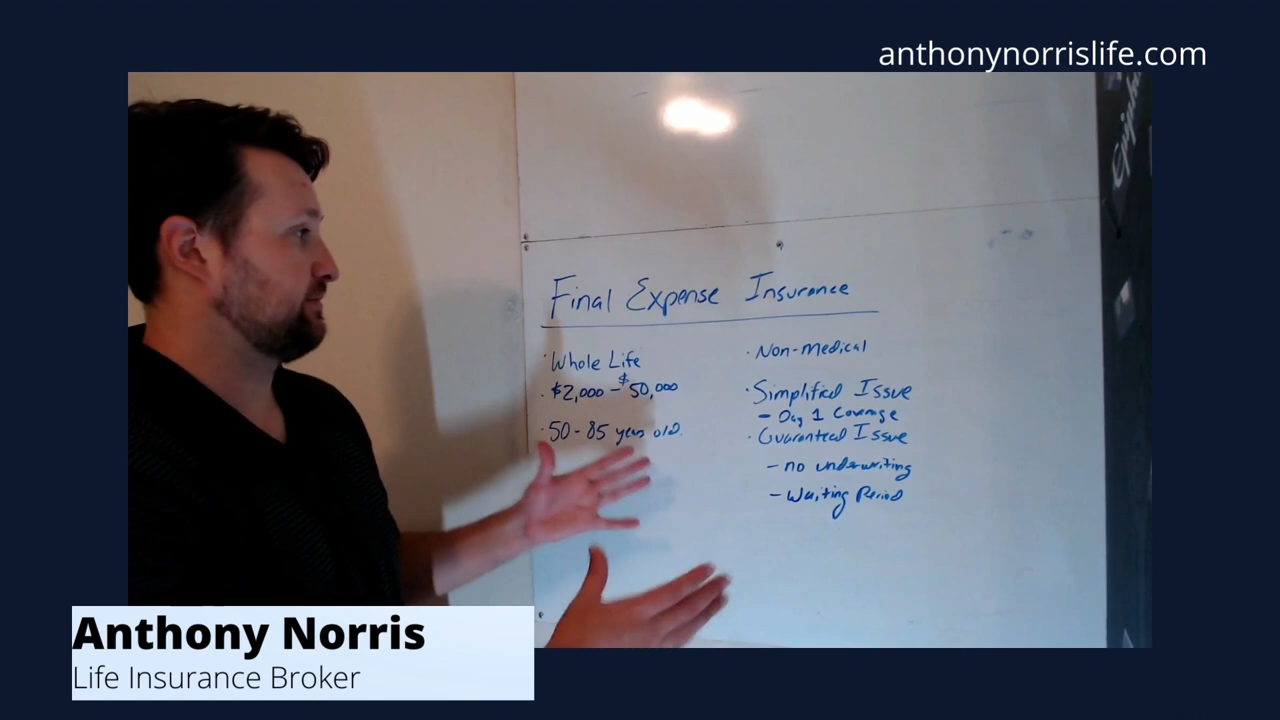 anthonynorrislife.com
Final Expense Insurance
· Whole Life
· $2,000 - $50,000
· 50 - 85 years old.
· Non-Medical
· Simplified Issue
- Day 1 Coverage
· Guaranteed Issue
- no underwriting
- Waiting Period
Anthony Norris
Life Insurance Broker